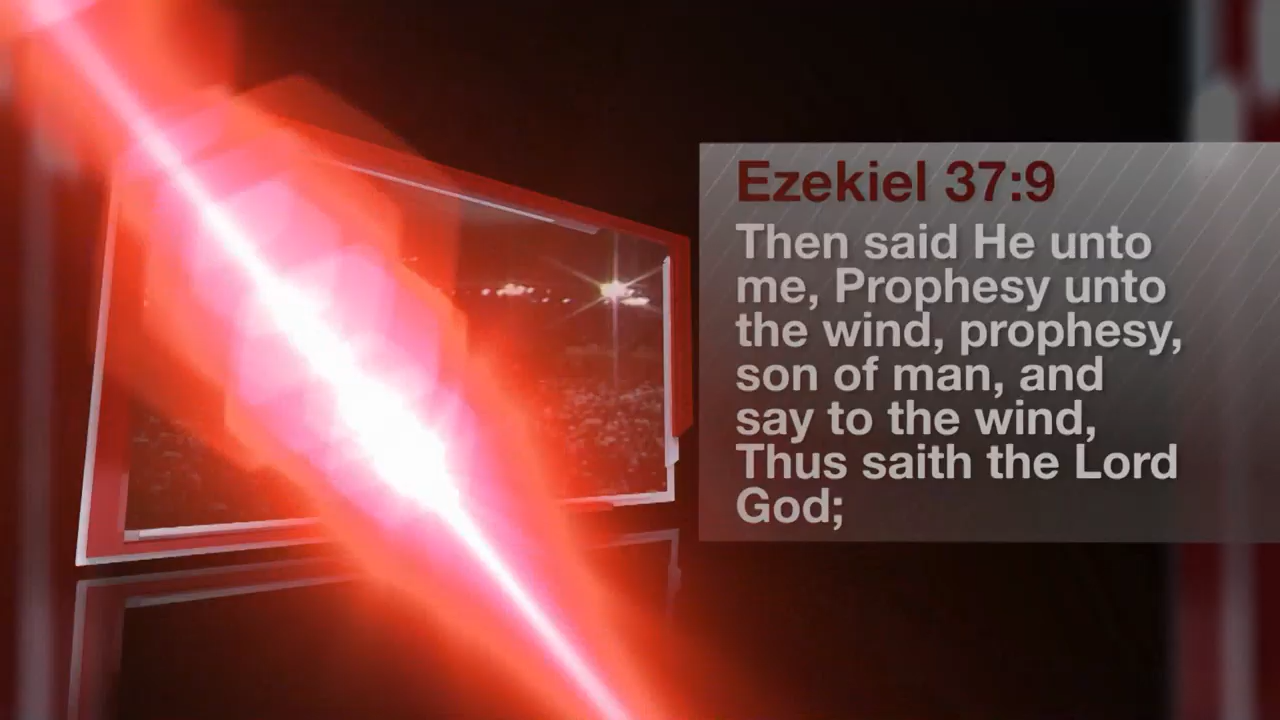 Ezekiel 37:9
Then said He unto
me, Prophesy unto
the wind, prophesy,
son of man, and
say to the wind,
Thus saith the Lord
God;